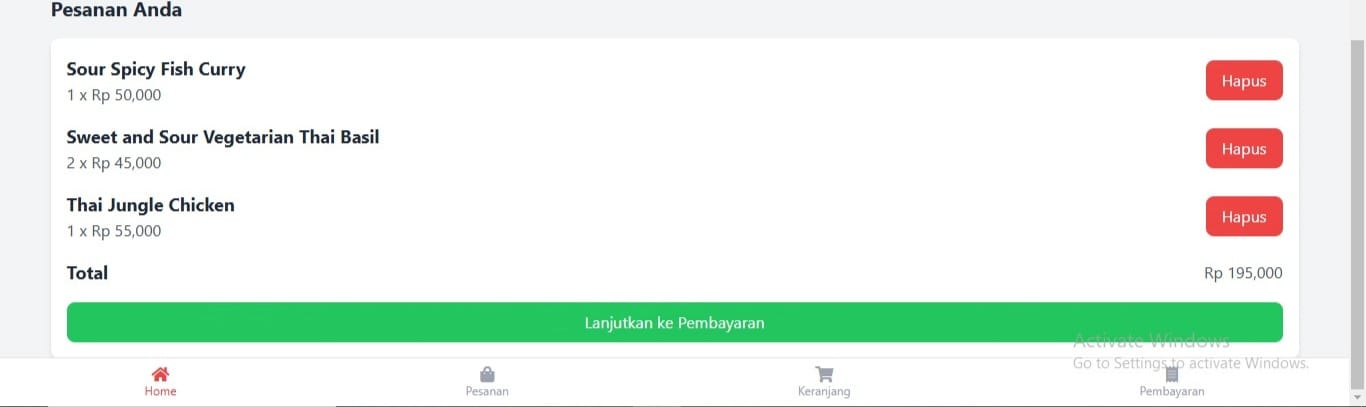 Pesanan Anda
Sour Spicy Fish Curry
1 x Rp 50,000
Hapus
Sweet and Sour Vegetarian Thai Basil
2 x Rp 45,000
Hapus
Thai Jungle Chicken
1 x Rp 55,000
Hapus
Total Rp 195,000
Lanjutkan ke Pembayaran
Activate Windows
Go to Settings to activate Windows.
Home Pesanan Keranjang Pembayaran